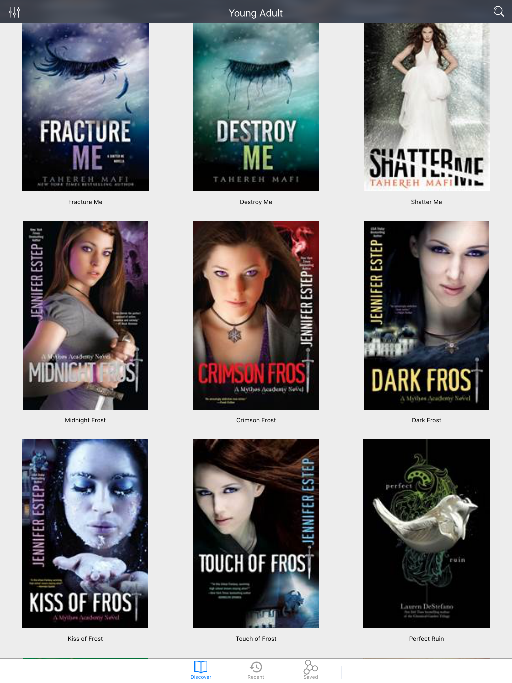 Young Adult
FRACTURE
ME
A SHATTER ME
NOVELLA
TAHEREH MAFI
NEW YORK TIMES BESTSELLING AUTHOR
DESTROY
ME
TAHEREH MAFI
SHATTER ME
TAHEREH MAFI
Fracture Me
Destroy Me
Shatter Me
JENNIFER ESTEP
A Mythos Academy Novel
MIDNIGHT FROST
JENNIFER ESTEP
CRIMSON FROST
A Mythos Academy Novel
JENNIFER ESTEP
DARK FROST
A Mythos Academy Novel
Midnight Frost
Crimson Frost
Dark Frost
JENNIFER ESTEP
KISS OF FROST
A Mythos Academy Novel
JENNIFER ESTEP
TOUCH OF FROST
perfect
ruin
Lauren DeStefano
Kiss of Frost
Touch of Frost
Perfect Ruin
Discover
Recent
Saved